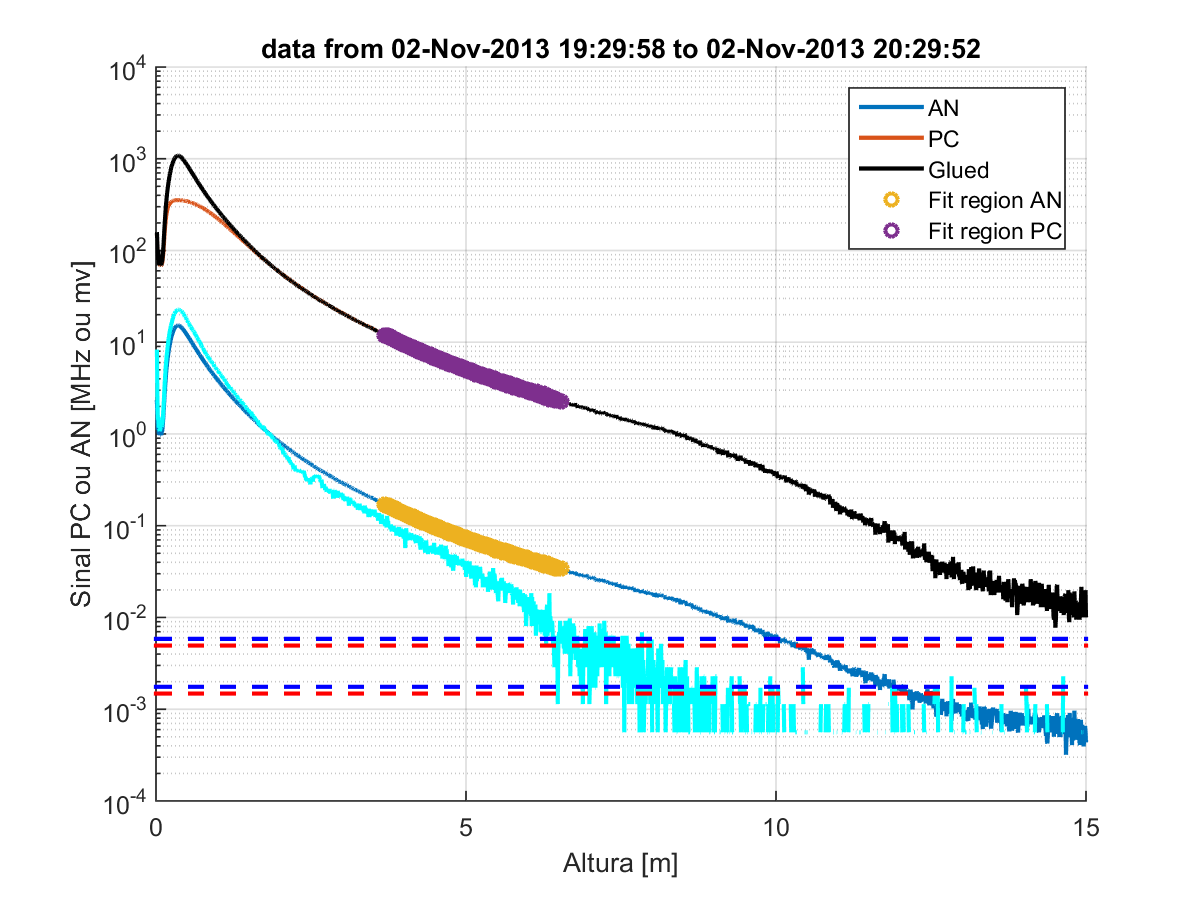 data from 02-Nov-2013 19:29:58 to 02-Nov-2013 20:29:52
10^4
10^3
10^2
10^1
10^0
10^-1
10^-2
10^-3
10^-4
Sinal PC ou AN [MHz ou mv]
AN
PC
Glued
Fit region AN
Fit region PC
0 5 10 15
Altura [m]